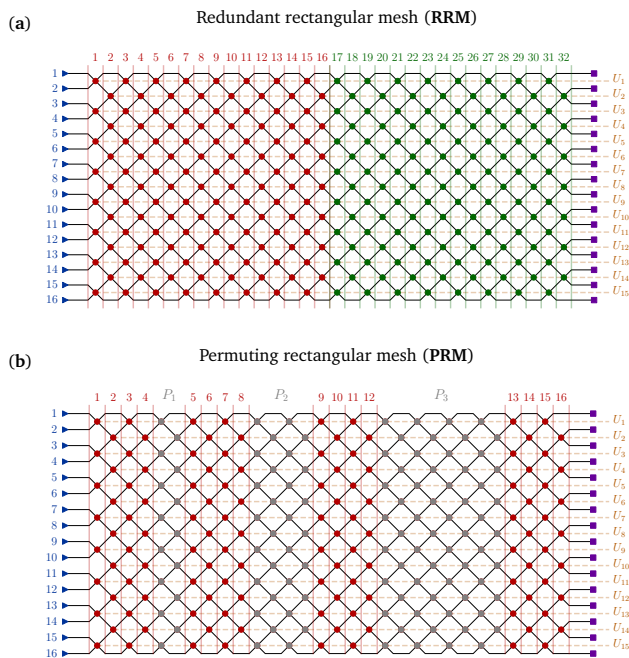 (a)
Redundant rectangular mesh (RRM)
1 2 3 4 5 6 7 8 9 10 11 12 13 14 15 16 17 18 19 20 21 22 23 24 25 26 27 28 29 30 31 32
1
U1
2
U2
3
U3
4
U4
5
U5
6
U6
7
U7
8
U8
9
U9
10
U10
11
U11
12
U12
13
U13
14
U14
15
U15
16
(b)
Permuting rectangular mesh (PRM)
1 2 3 4 P1 5 6 7 8 P2 9 10 11 12 P3 13 14 15 16
1
U1
2
U2
3
U3
4
U4
5
U5
6
U6
7
U7
8
U8
9
U9
10
U10
11
U11
12
U12
13
U13
14
U14
15
U15
16